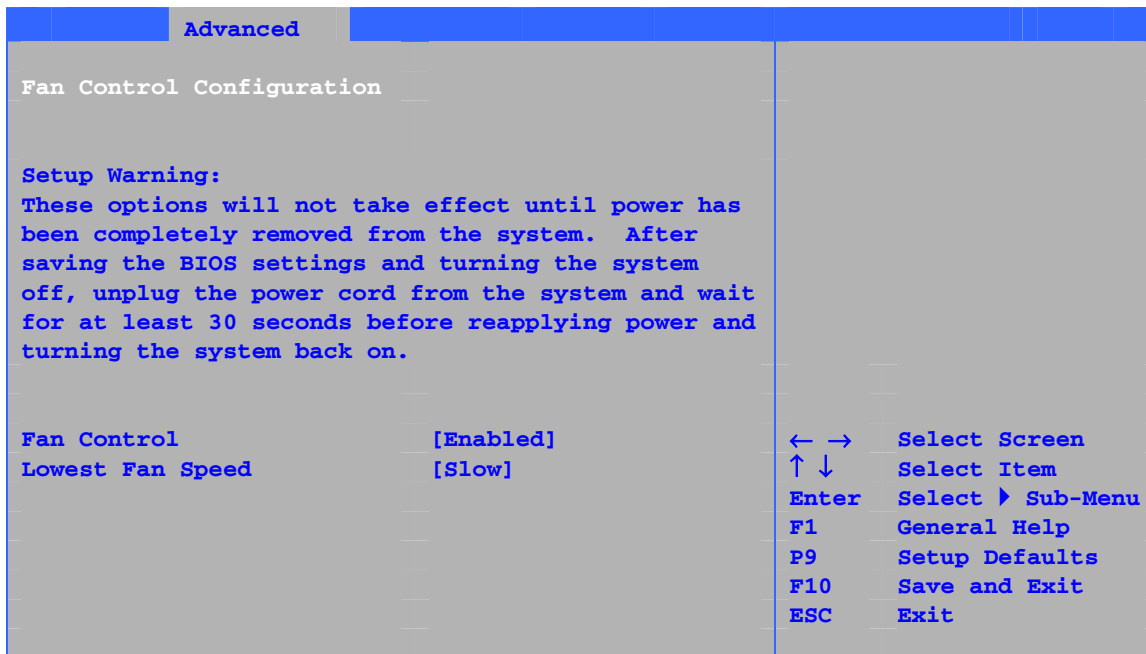 Advanced
Fan Control Configuration
Setup Warning:
These options will not take effect until power has
been completely removed from the system.  After
saving the BIOS settings and turning the system
off, unplug the power cord from the system and wait
for at least 30 seconds before reapplying power and
turning the system back on.
Fan Control [Enabled]
Lowest Fan Speed [Slow]
← → Select Screen
↑ ↓ Select Item
Enter Select ▶ Sub-Menu
F1 General Help
P9 Setup Defaults
F10 Save and Exit
ESC Exit